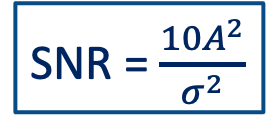 SNR = 10A² / σ²